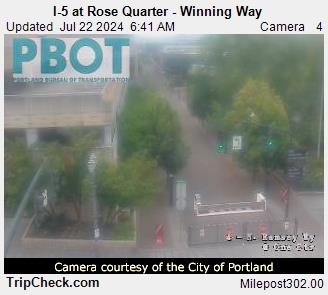 I-5 at Rose Quarter - Winning Way
Updated Jul 22 2024 6:41 AM Camera 4
PBOT
PORTLAND BUREAU OF TRANSPORTATION
Camera courtesy of the City of Portland
TripCheck.com Milepost302.00